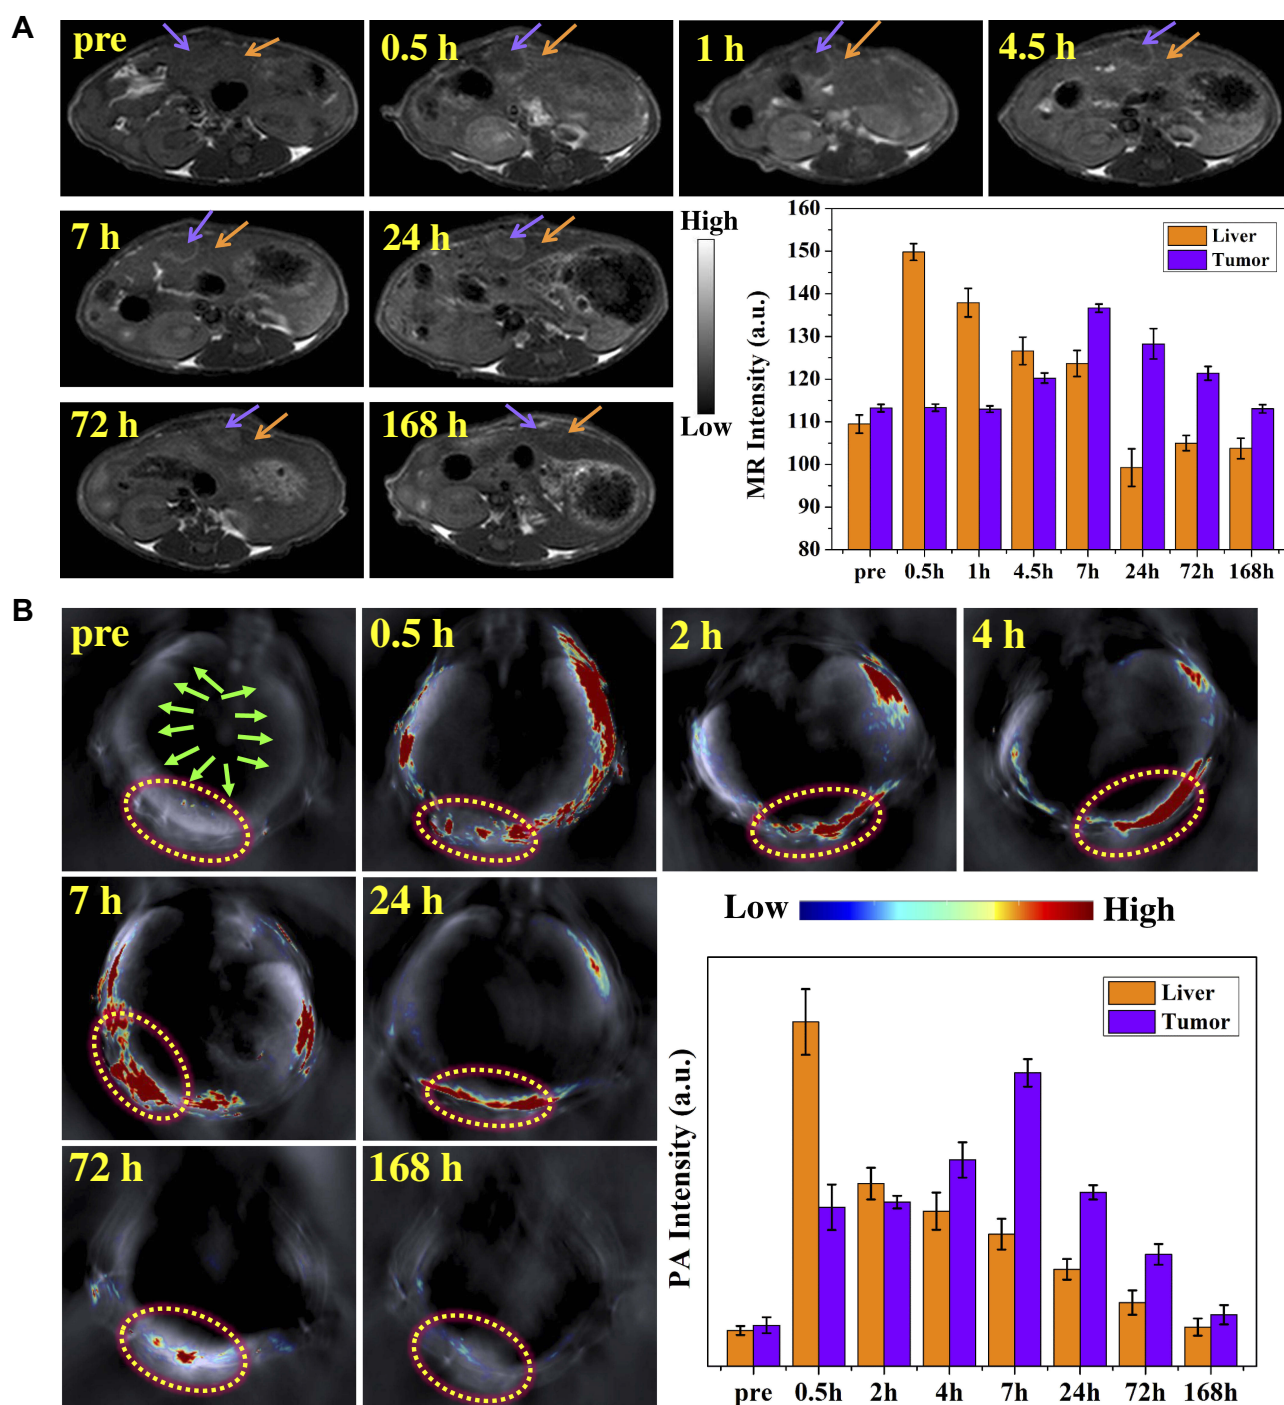 A
pre
0.5 h
1 h
4.5 h
7 h
24 h
High
Low
72 h
168 h
MR Intensity (a.u.)
160
150
140
130
120
110
100
90
80
Liver
Tumor
pre 0.5h 1h 4.5h 7h 24h 72h 168h
B
pre
0.5 h
2 h
4 h
7 h
24 h
Low High
72 h
168 h
PA Intensity (a.u.)
Liver
Tumor
pre 0.5h 2h 4h 7h 24h 72h 168h